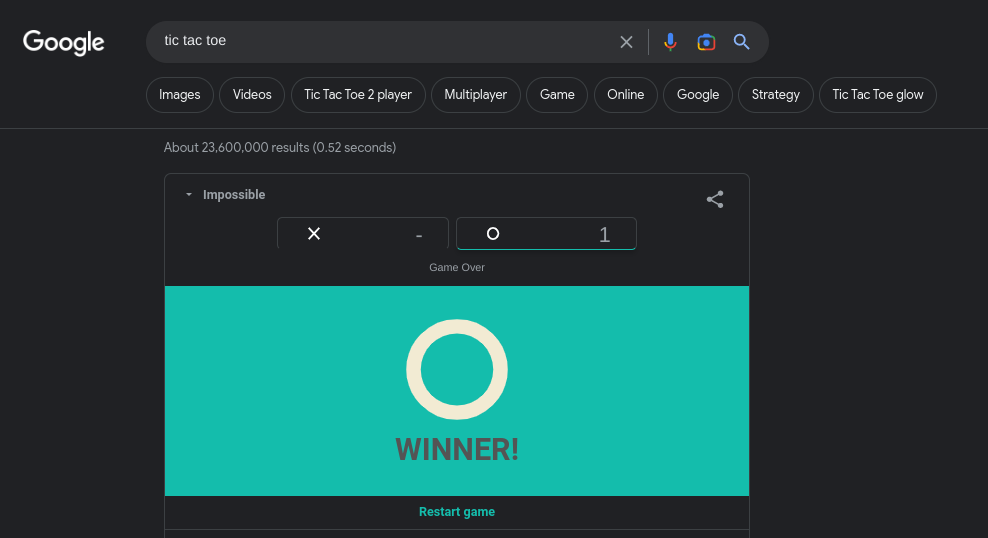 Google
tic tac toe
Images Videos Tic Tac Toe 2 player Multiplayer Game Online Google Strategy Tic Tac Toe glow
About 23,600,000 results (0.52 seconds)
Impossible
X - O 1
Game Over
O
WINNER!
Restart game